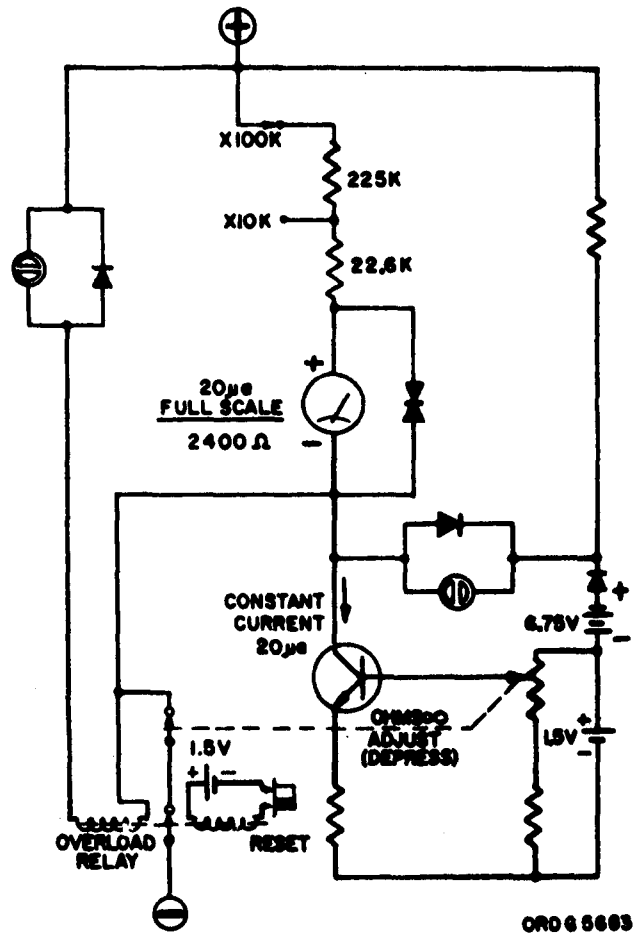 +
X100K
225K
X10K
22.6K
+
20μa
FULL SCALE
2400 Ω
−
CONSTANT
CURRENT
20μa
+
6.75V
−
OHMS∞
ADJUST
(DEPRESS)
+
1.5V
−
1.5V
+ −
OVERLOAD
RELAY
RESET
−
ORD G 5663